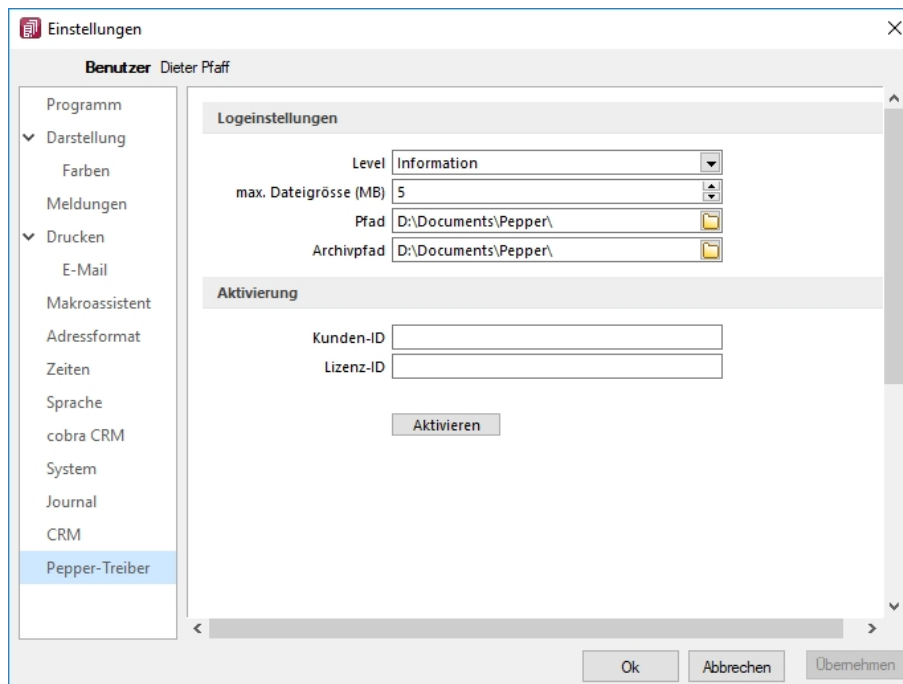 Einstellungen
Benutzer Dieter Pfaff
Programm
Darstellung
Farben
Meldungen
Drucken
E-Mail
Makroassistent
Adressformat
Zeiten
Sprache
cobra CRM
System
Journal
CRM
Pepper-Treiber
Logeinstellungen
Level Information
max. Dateigrösse (MB) 5
Pfad D:\Documents\Pepper\
Archivpfad D:\Documents\Pepper\
Aktivierung
Kunden-ID
Lizenz-ID
Aktivieren
Ok Abbrechen Übernehmen